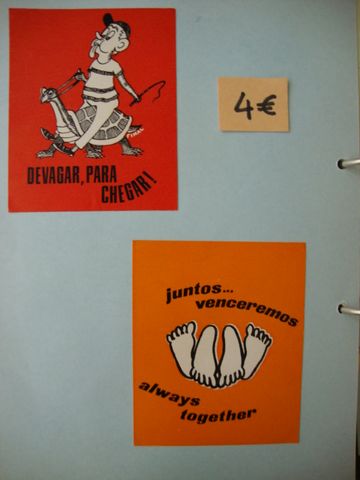 DEVAGAR, PARA
CHEGAR!
4€
juntos...
venceremos
always
together